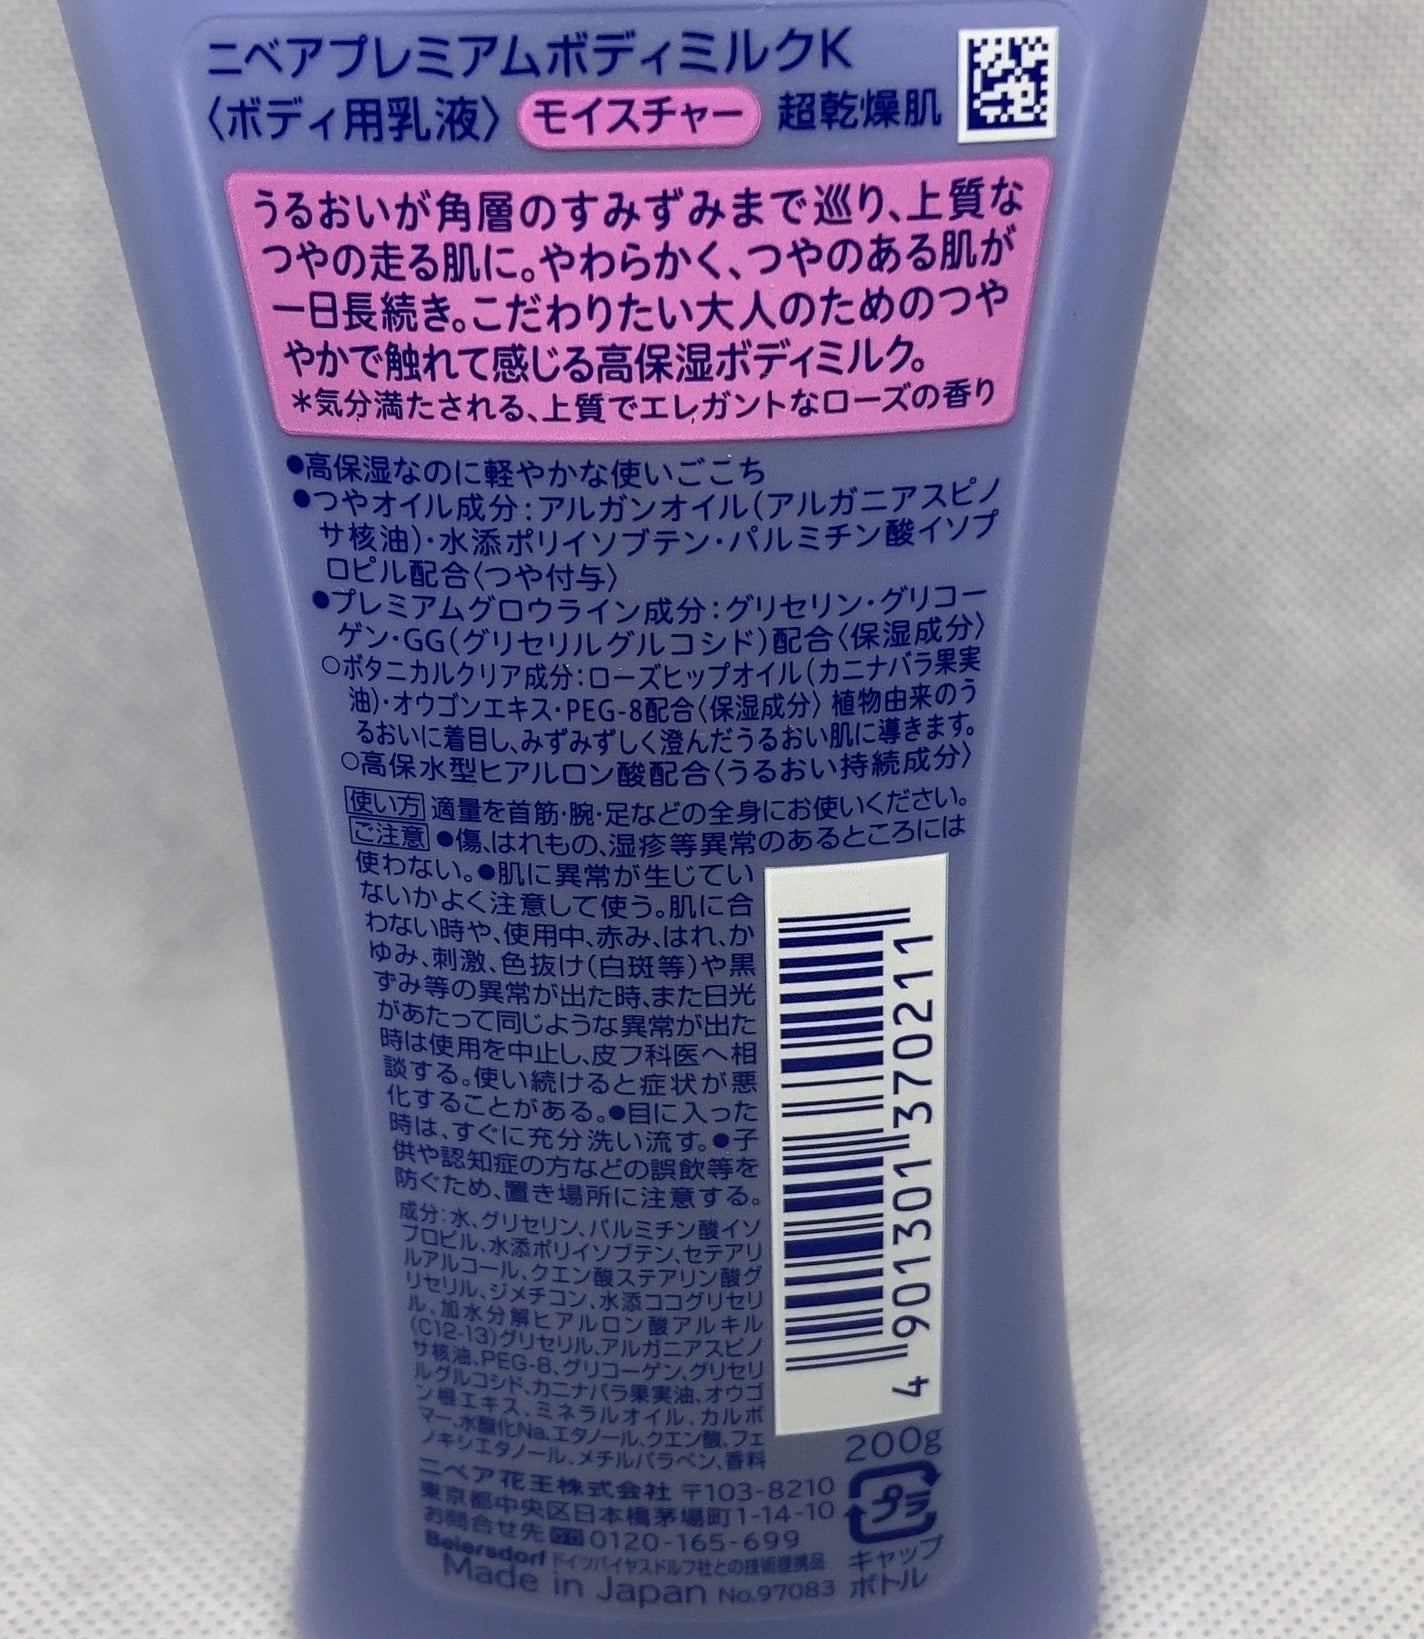 ニベアプレミアムボディミルクK
〈ボディ用乳液〉 モイスチャー 超乾燥肌
うるおいが角層のすみずみまで巡り、上質な
つやの走る肌に。やわらかく、つやのある肌が
一日長続き。こだわりたい大人のためのつや
やかで触れて感じる高保湿ボディミルク。
＊気分満たされる、上質でエレガントなローズの香り
●高保湿なのに軽やかな使いごこち
●つやオイル成分：アルガンオイル（アルガニアスピノ
サ核油）・水添ポリイソブテン・パルミチン酸イソプ
ロピル配合〈つや付与〉
●プレミアムグロウライン成分：グリセリン・グリコー
ゲン・GG（グリセリルグルコシド）配合〈保湿成分〉
○ボタニカルクリア成分：ローズヒップオイル（カニナバラ果実
油）・オウゴンエキス・PEG-8配合〈保湿成分〉 植物由来のう
るおいに着目し、みずみずしく澄んだうるおい肌に導きます。
○高保水型ヒアルロン酸配合〈うるおい持続成分〉
使い方 適量を首筋・腕・足などの全身にお使いください。
ご注意 ●傷、はれもの、湿疹等異常のあるところには
使わない。●肌に異常が生じてい
ないかよく注意して使う。肌に合
わない時や、使用中、赤み、はれ、か
ゆみ、刺激、色抜け（白斑等）や黒
ずみ等の異常が出た時、また日光
があたって同じような異常が出た
時は使用を中止し、皮フ科医へ相
談する。使い続けると症状が悪
化することがある。●目に入った
時は、すぐに充分洗い流す。●子
供や認知症の方などの誤飲等を
防ぐため、置き場所に注意する。
成分：水、グリセリン、パルミチン酸イソ
プロピル、水添ポリイソブテン、セテアリ
ルアルコール、クエン酸ステアリン酸グ
リセリル、ジメチコン、水添ココグリセリ
ル、加水分解ヒアルロン酸アルキル
(C12-13)グリセリル、アルガニアスピノ
サ核油、PEG-8、グリコーゲン、グリセリ
ルグルコシド、カニナバラ果実油、オウゴ
ン根エキス、ミネラルオイル、カルボ
マー、水酸化Na、エタノール、クエン酸、フェ
ノキシエタノール、メチルパラベン、香料
4 901301 370211
200g
プラ
キャップ
ボトル
ニベア花王株式会社 〒103-8210
東京都中央区日本橋茅場町1-14-10
お問合せ先 0120-165-699
Beiersdorf ドイツバイヤスドルフ社との技術提携品
Made in Japan No.97083